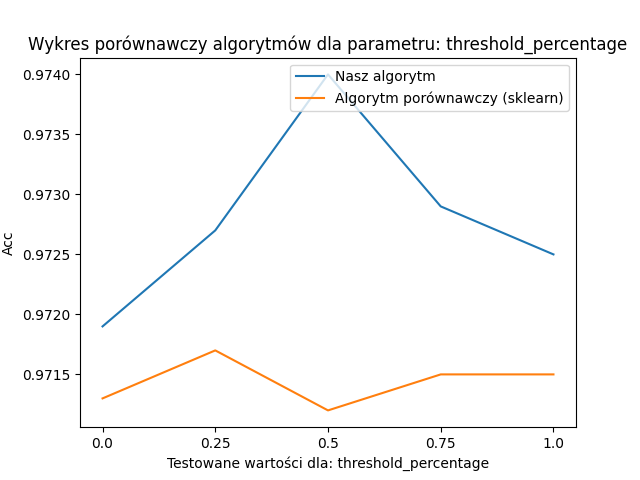 Wykres porównawczy algorytmów dla parametru: threshold_percentage
Nasz algorytm
Algorytm porównawczy (sklearn)
0.9740
0.9735
0.9730
0.9725
0.9720
0.9715
Acc
0.0 0.25 0.5 0.75 1.0
Testowane wartości dla: threshold_percentage